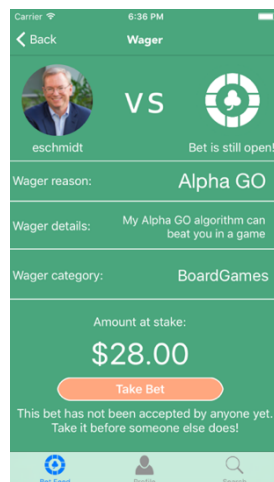 Carrier 6:36 PM
Back Wager
VS
eschmidt Bet is still open!
Wager reason: Alpha GO
Wager details: My Alpha GO algorithm can
beat you in a game
Wager category: BoardGames
Amount at stake:
$28.00
Take Bet
This bet has not been accepted by anyone yet.
Take it before someone else does!
Bet Feed Profile Search